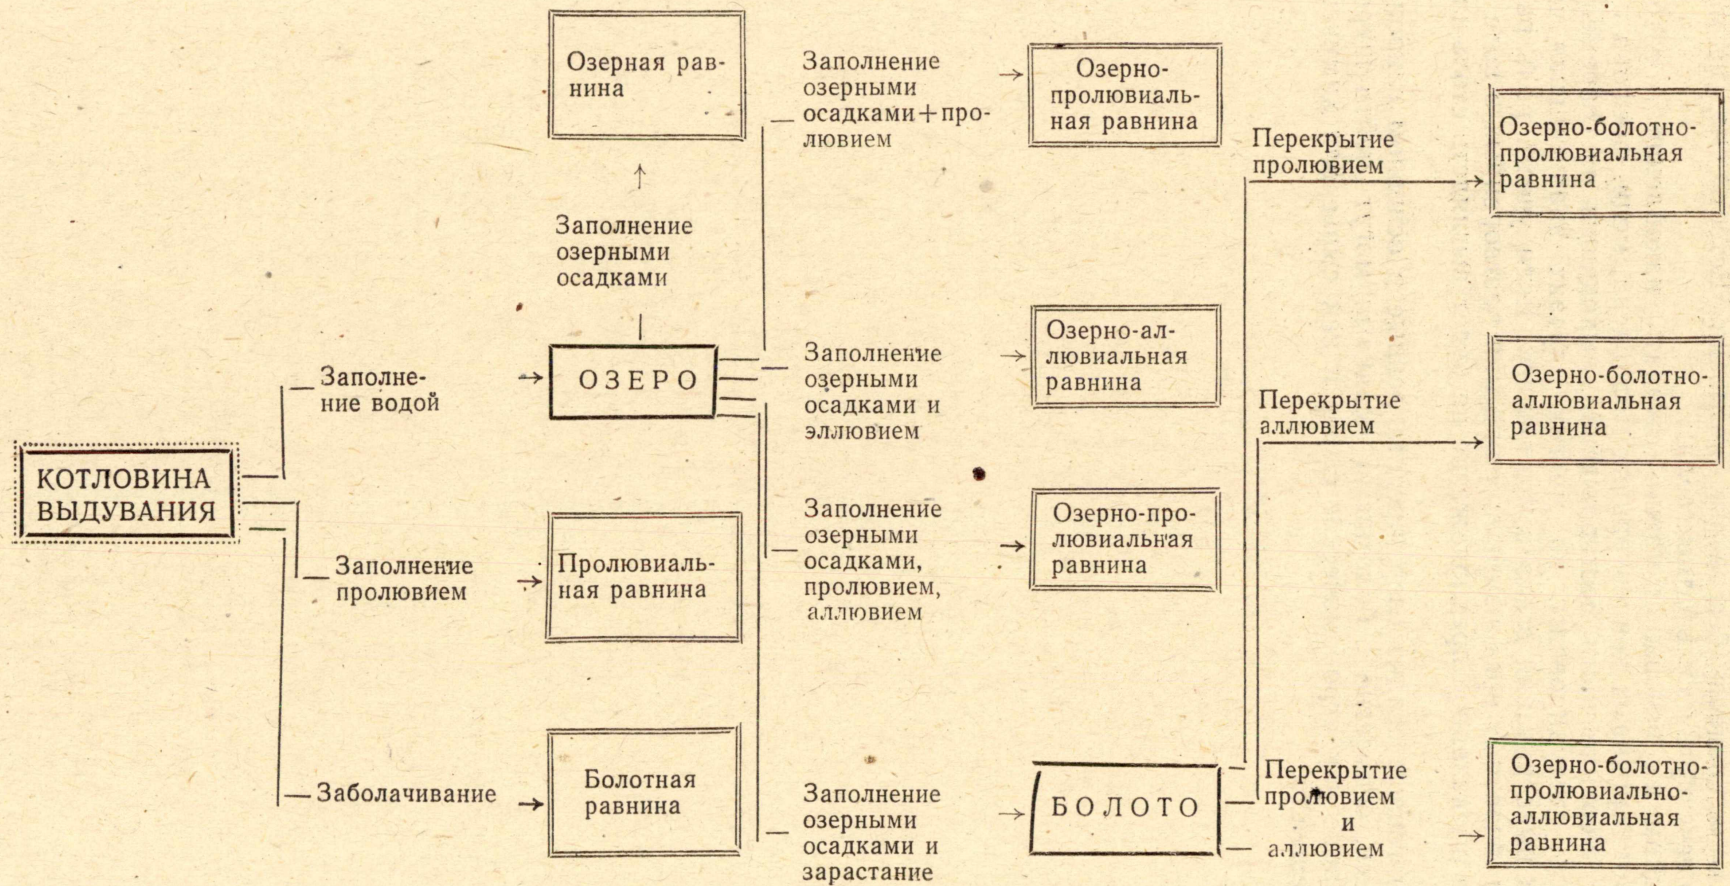 КОТЛОВИНА
ВЫДУВАНИЯ
Заполне-
ние водой
Заполнение
пролювием
Заболачивание
Озерная рав-
нина
Заполнение
озерными
осадками
ОЗЕРО
Пролювиаль-
ная равнина
Болотная
равнина
Заполнение
озерными
осадками+про-
лювием
Заполнение
озерными
осадками и
эллювием
Заполнение
озерными
осадками,
пролювием,
аллювием
Заполнение
озерными
осадками и
зарастание
Озерно-
пролювиаль-
ная равнина
Озерно-ал-
лювиальная
равнина
Озерно-про-
лювиальная
равнина
БОЛОТО
Перекрытие
пролювием
Перекрытие
аллювием
Перекрытие
пролювием
и
аллювием
Озерно-болотно-
пролювиальная
равнина
Озерно-болотно-
аллювиальная
равнина
Озерно-болотно-
пролювиально-
аллювиальная
равнина